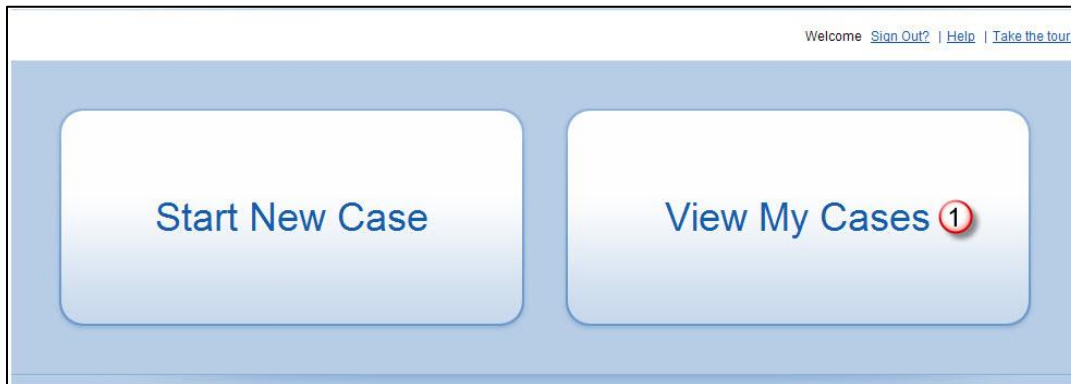 Welcome Sign Out? | Help | Take the tour
Start New Case
View My Cases 1